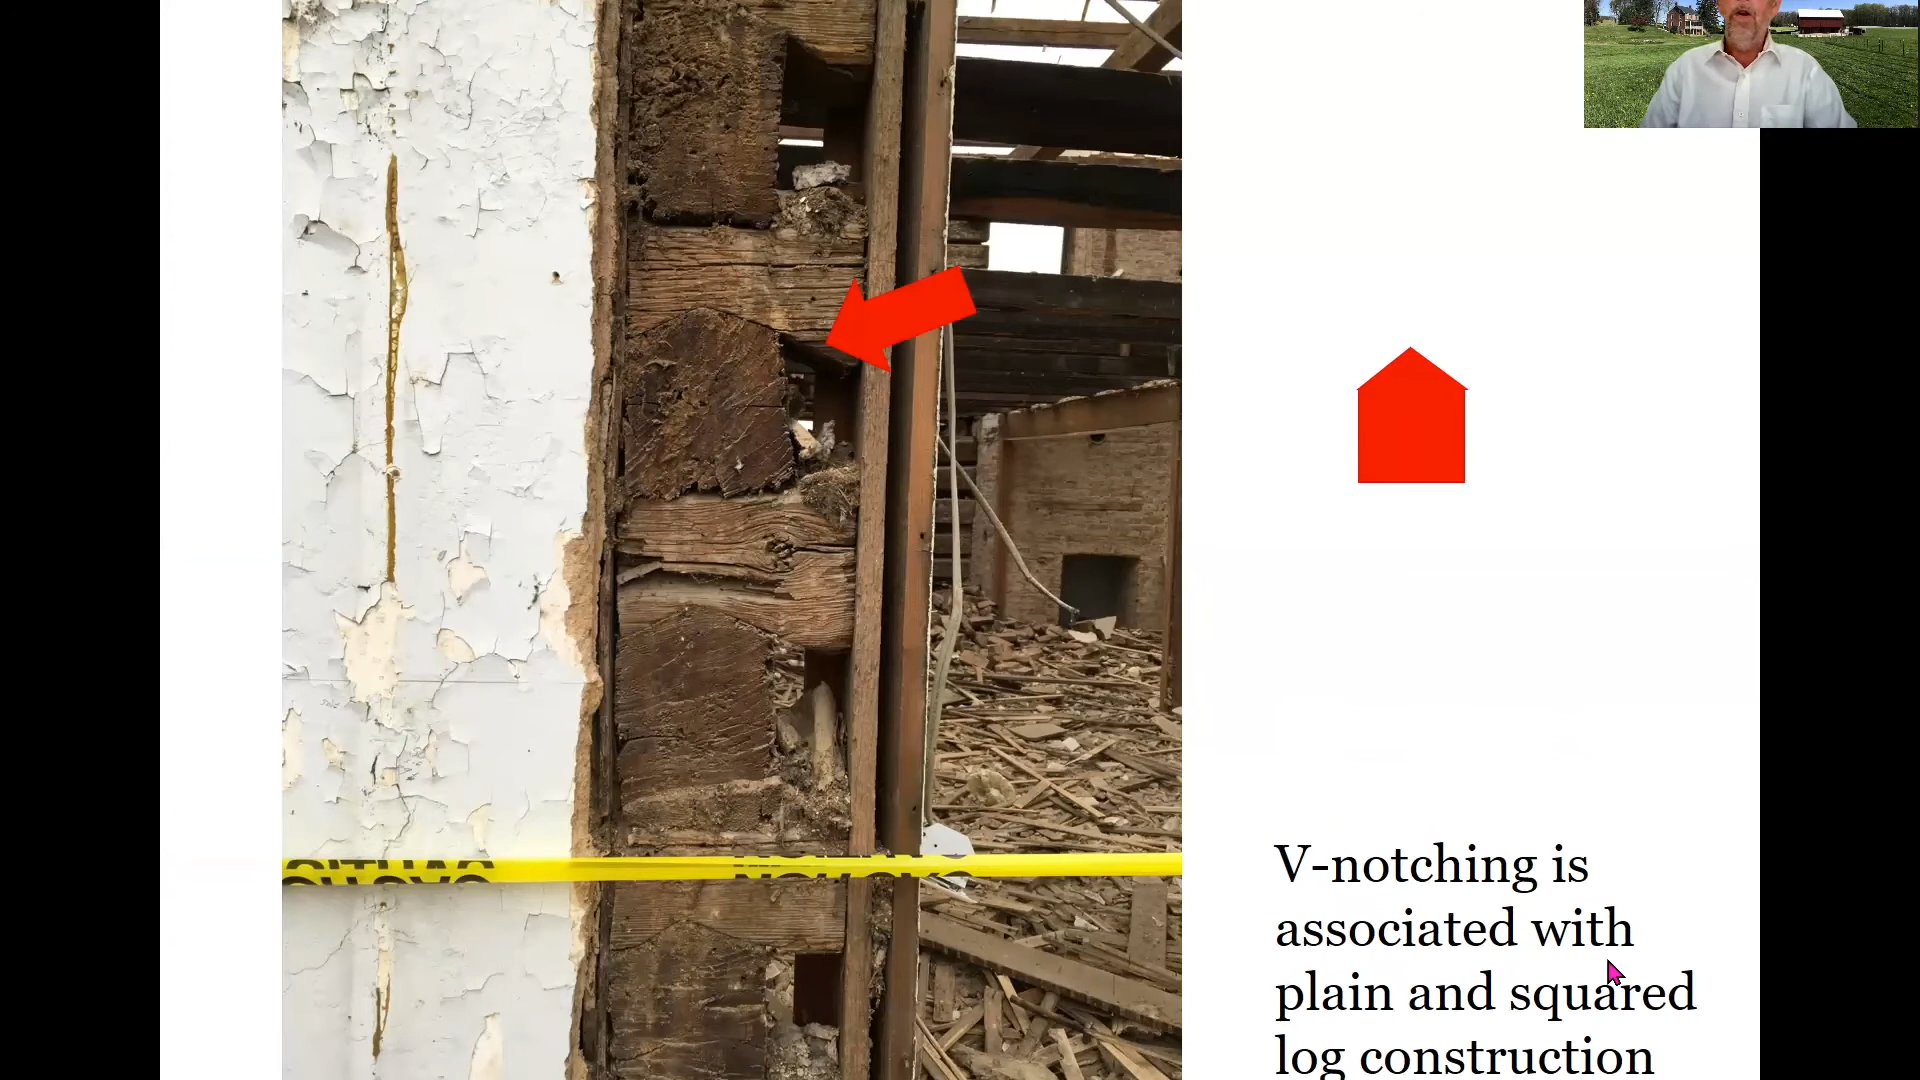 V-notching is
associated with
plain and squared
log construction